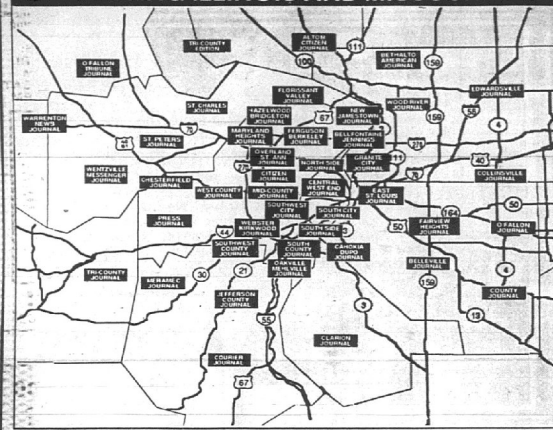 ALTON
CITIZEN
JOURNAL
TRI COUNTY
EDITION
111
BETHALTO
AMERICAN
JOURNAL
159
100
O FALLON
TRIBUNE
JOURNAL
FLORISSANT
VALLEY
JOURNAL
EDWARDSVILLE
JOURNAL
ST. CHARLES
JOURNAL
WOOD RIVER
JOURNAL
HAZELWOOD
BRIDGETON
JOURNAL
67
NEW
JAMESTOWN
JOURNAL
55
159
4
WARRENTON
NEWS
JOURNAL
70
ST. PETERS
JOURNAL
MARYLAND
HEIGHTS
JOURNAL
FERGUSON
BERKELEY
JOURNAL
BELLFONTAINE
JENNINGS
JOURNAL
270
OVERLAND
ST. ANN
JOURNAL
NORTH SIDE
JOURNAL
GRANITE
CITY
JOURNAL
111
40
WENTZVILLE
MESSENGER
JOURNAL
CITIZEN
JOURNAL
70
COLLINSVILLE
JOURNAL
CHESTERFIELD
JOURNAL
WEST COUNTY
JOURNAL
MID-COUNTY
JOURNAL
CENTRAL
WEST END
JOURNAL
EAST
ST. LOUIS
JOURNAL
SOUTHWEST
CITY
JOURNAL
SOUTH CITY
JOURNAL
50
PRESS
JOURNAL
WEBSTER
KIRKWOOD
JOURNAL
SOUTH SIDE
JOURNAL
50
FAIRVIEW
HEIGHTS
JOURNAL
O FALLON
JOURNAL
44
SOUTHWEST
COUNTY
JOURNAL
SOUTH
COUNTY
JOURNAL
CAHOKIA
DUPO
JOURNAL
TRI-COUNTY
JOURNAL
MERAMEC
JOURNAL
30
21
OAKVILLE
MEHLVILLE
JOURNAL
BELLEVILLE
JOURNAL
159
4
COUNTY
JOURNAL
JEFFERSON
COUNTY
JOURNAL
3
55
13
CLARION
JOURNAL
COURIER
JOURNAL
67